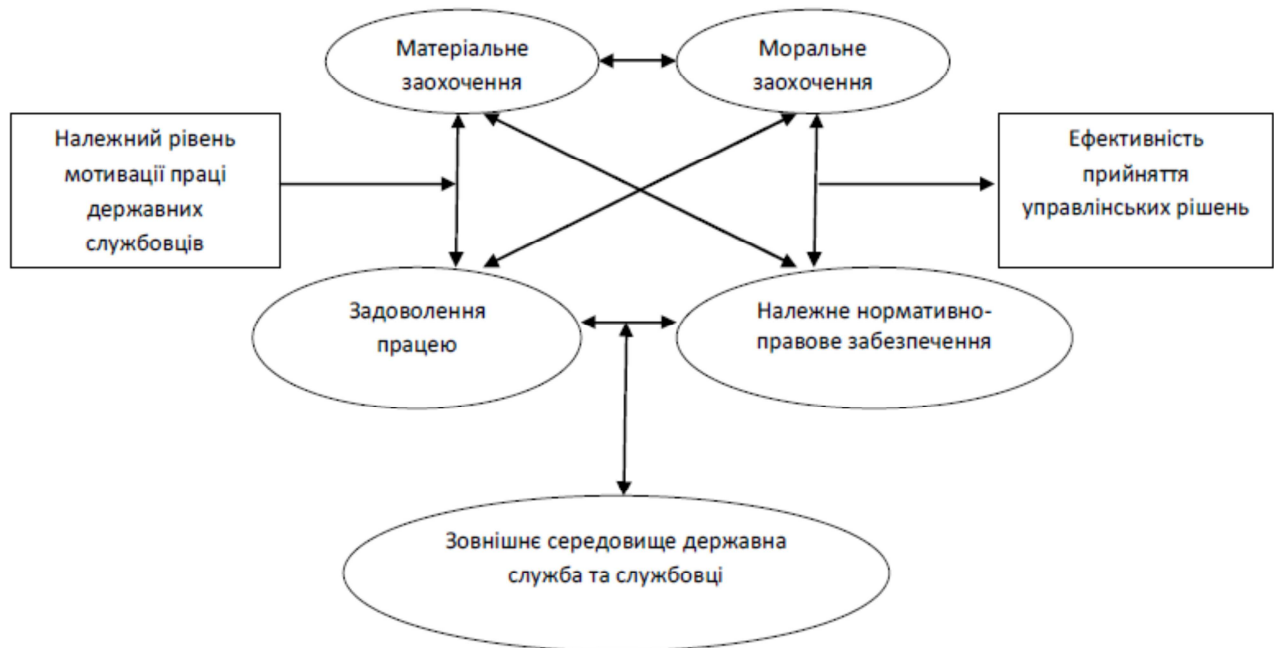 Матеріальне
заохочення
Моральне
заохочення
Належний рівень
мотивації праці
державних
службовців
Ефективність
прийняття
управлінських рішень
Задоволення
працею
Належне нормативно-
правове забезпечення
Зовнішнє середовище державна
служба та службовці